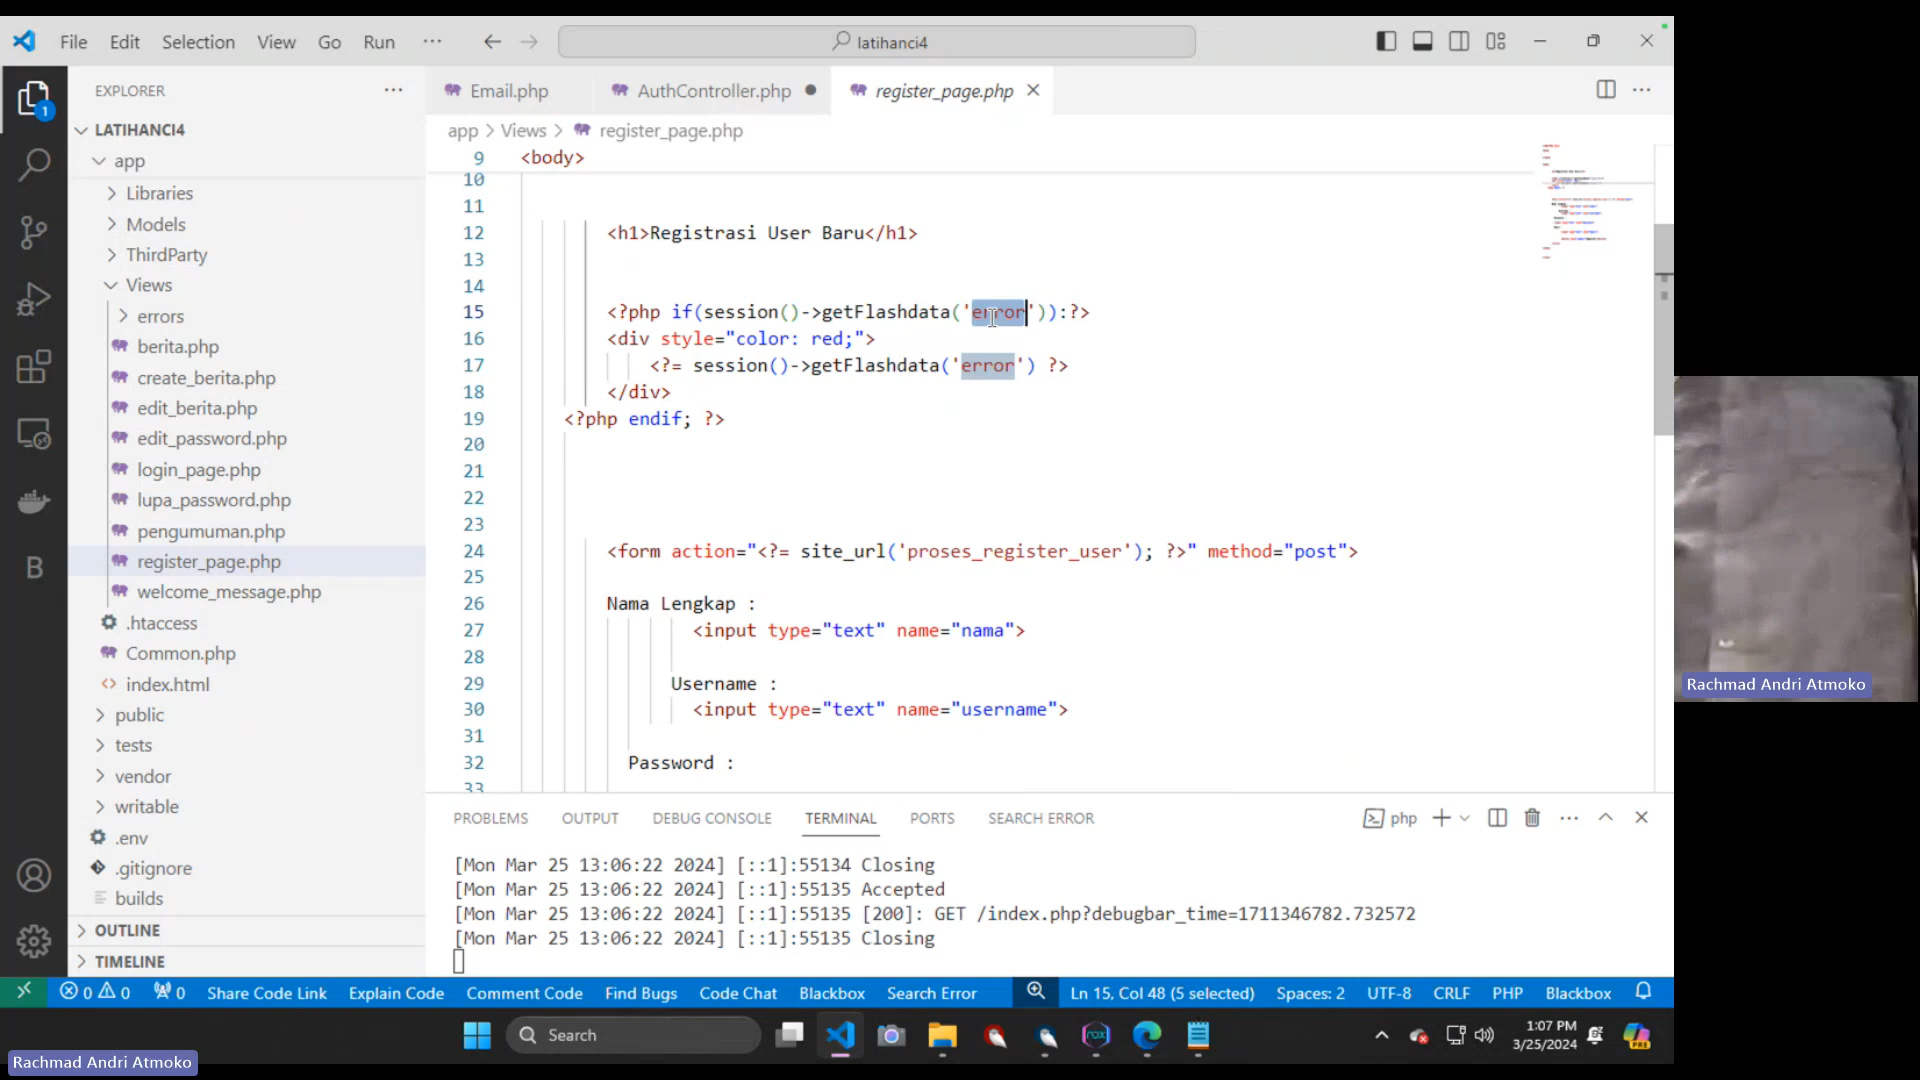 File Edit Selection View Go Run ··· latihanci4
EXPLORER ···
Email.php AuthController.php register_page.php
app > Views > register_page.php
LATIHANCI4
app
Libraries
Models
ThirdParty
Views
errors
berita.php
create_berita.php
edit_berita.php
edit_password.php
login_page.php
lupa_password.php
pengumuman.php
register_page.php
welcome_message.php
.htaccess
Common.php
index.html
public
tests
vendor
writable
.env
.gitignore
builds
OUTLINE
TIMELINE
1
B
9 <body>
10
11
12 <h1>Registrasi User Baru</h1>
13
14
15 <?php if(session()->getFlashdata('error')):?>
16 <div style="color: red;">
17 <?= session()->getFlashdata('error') ?>
18 </div>
19 <?php endif; ?>
20
21
22
23
24 <form action="<?= site_url('proses_register_user'); ?>" method="post">
25
26 Nama Lengkap :
27 <input type="text" name="nama">
28
29 Username :
30 <input type="text" name="username">
31
32 Password :
33
PROBLEMS OUTPUT DEBUG CONSOLE TERMINAL PORTS SEARCH ERROR php
[Mon Mar 25 13:06:22 2024] [::1]:55134 Closing
[Mon Mar 25 13:06:22 2024] [::1]:55135 Accepted
[Mon Mar 25 13:06:22 2024] [::1]:55135 [200]: GET /index.php?debugbar_time=1711346782.732572
[Mon Mar 25 13:06:22 2024] [::1]:55135 Closing
0 0 0 Share Code Link Explain Code Comment Code Find Bugs Code Chat Blackbox Search Error Ln 15, Col 48 (5 selected) Spaces: 2 UTF-8 CRLF PHP Blackbox
Search
1:07 PM
3/25/2024
PRE
Rachmad Andri Atmoko
Rachmad Andri Atmoko